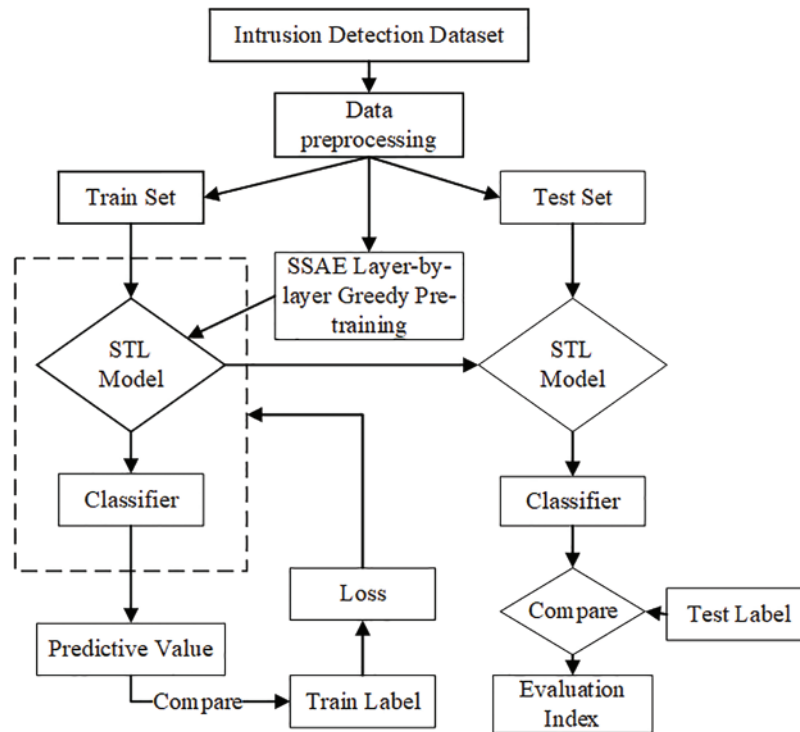 Intrusion Detection Dataset
Data
preprocessing
Train Set
Test Set
SSAE Layer-by-
layer Greedy Pre-
training
STL
Model
STL
Model
Classifier
Classifier
Loss
Compare
Test Label
Predictive Value
Compare
Train Label
Evaluation
Index